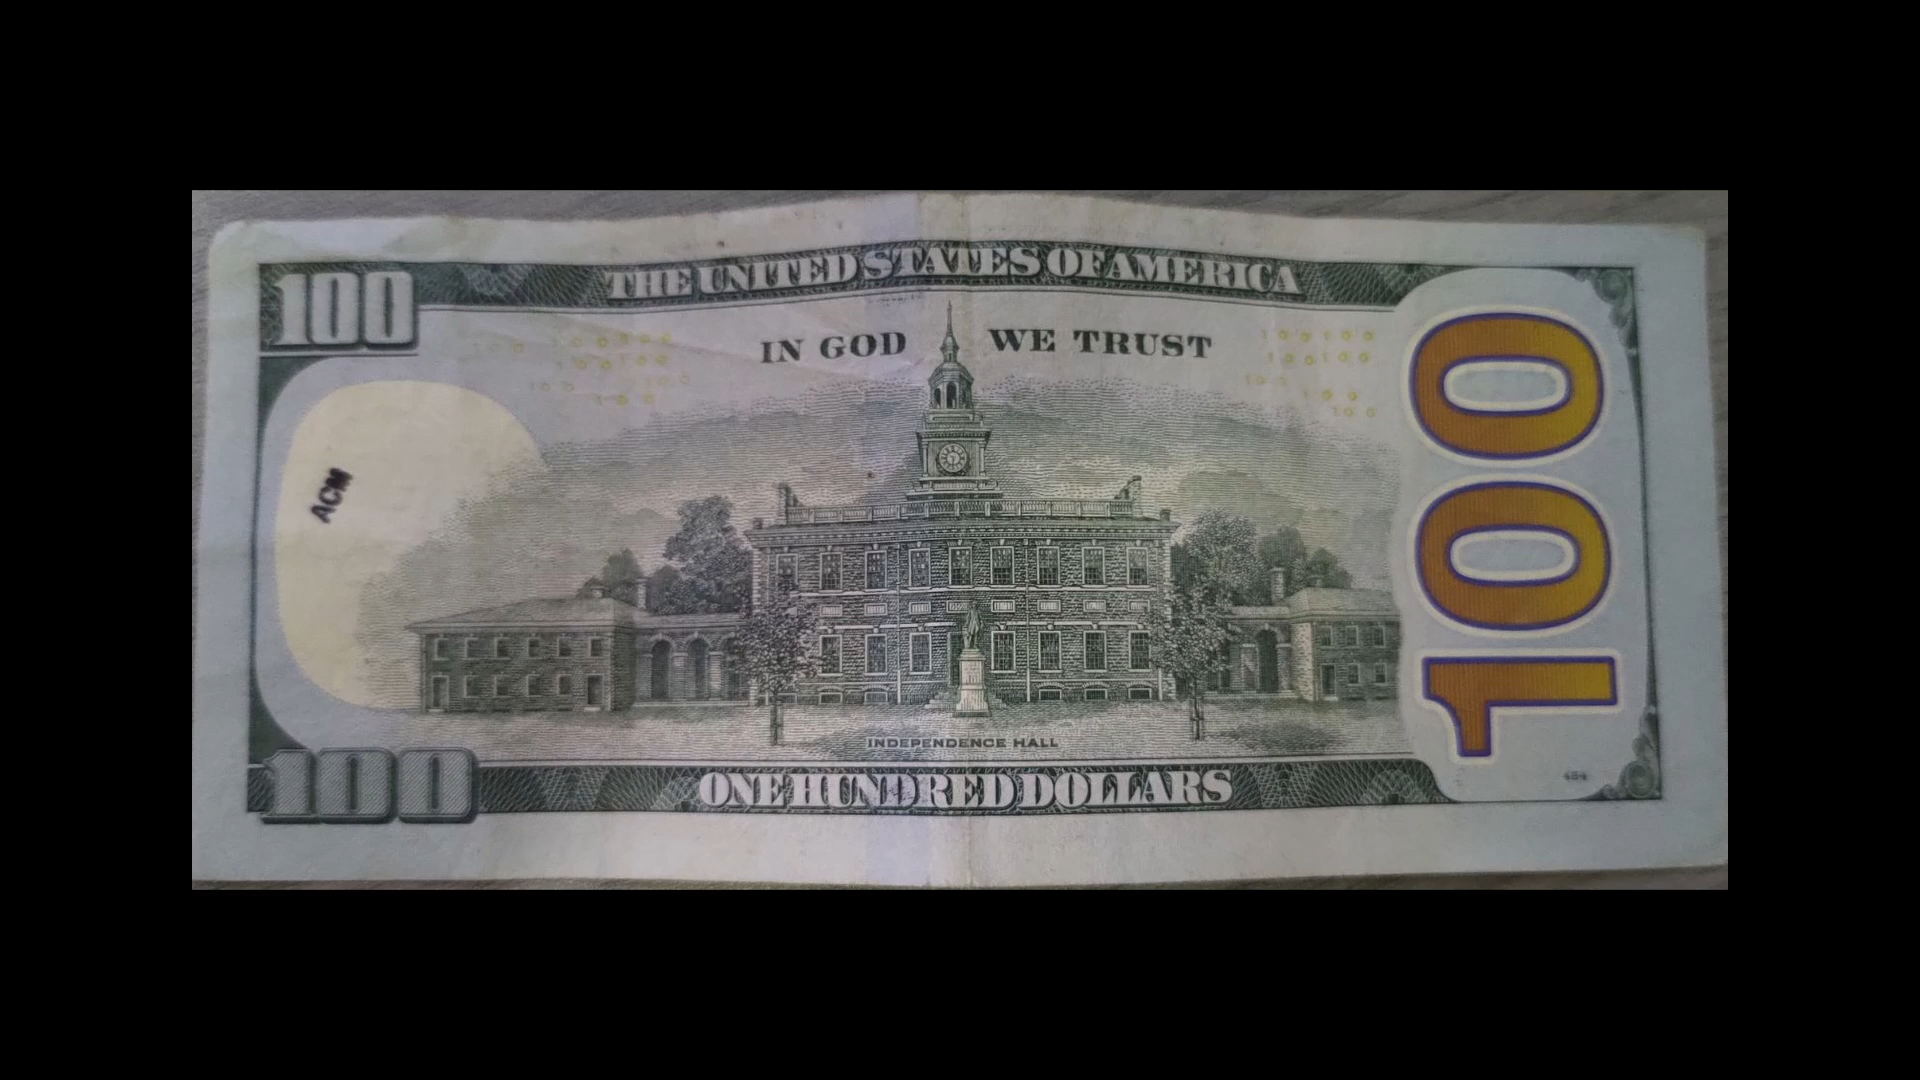 100
THE UNITED STATES OF AMERICA
IN GOD WE TRUST
ACM
100
INDEPENDENCE HALL
100
ONE HUNDRED DOLLARS